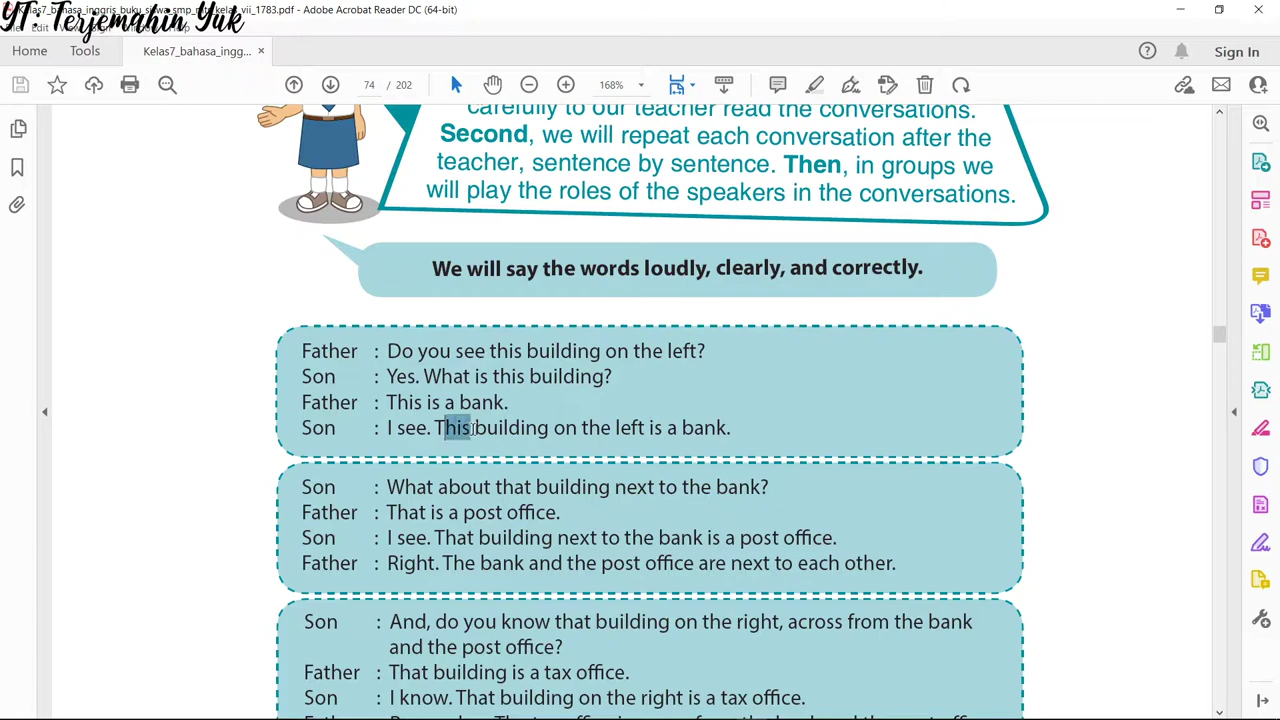 Kelas7_bahasa_inggris_buku_siswa_smp_mts_kelas_vii_1783.pdf - Adobe Acrobat Reader DC (64-bit)
YT: Terjemahin Yuk
Home Tools Kelas7_bahasa_ingg... × Sign In
74 / 202 168%
carefully to our teacher read the conversations.
Second, we will repeat each conversation after the
teacher, sentence by sentence. Then, in groups we
will play the roles of the speakers in the conversations.
We will say the words loudly, clearly, and correctly.
Father : Do you see this building on the left?
Son : Yes. What is this building?
Father : This is a bank.
Son : I see. This building on the left is a bank.
Son : What about that building next to the bank?
Father : That is a post office.
Son : I see. That building next to the bank is a post office.
Father : Right. The bank and the post office are next to each other.
Son : And, do you know that building on the right, across from the bank
and the post office?
Father : That building is a tax office.
Son : I know. That building on the right is a tax office.